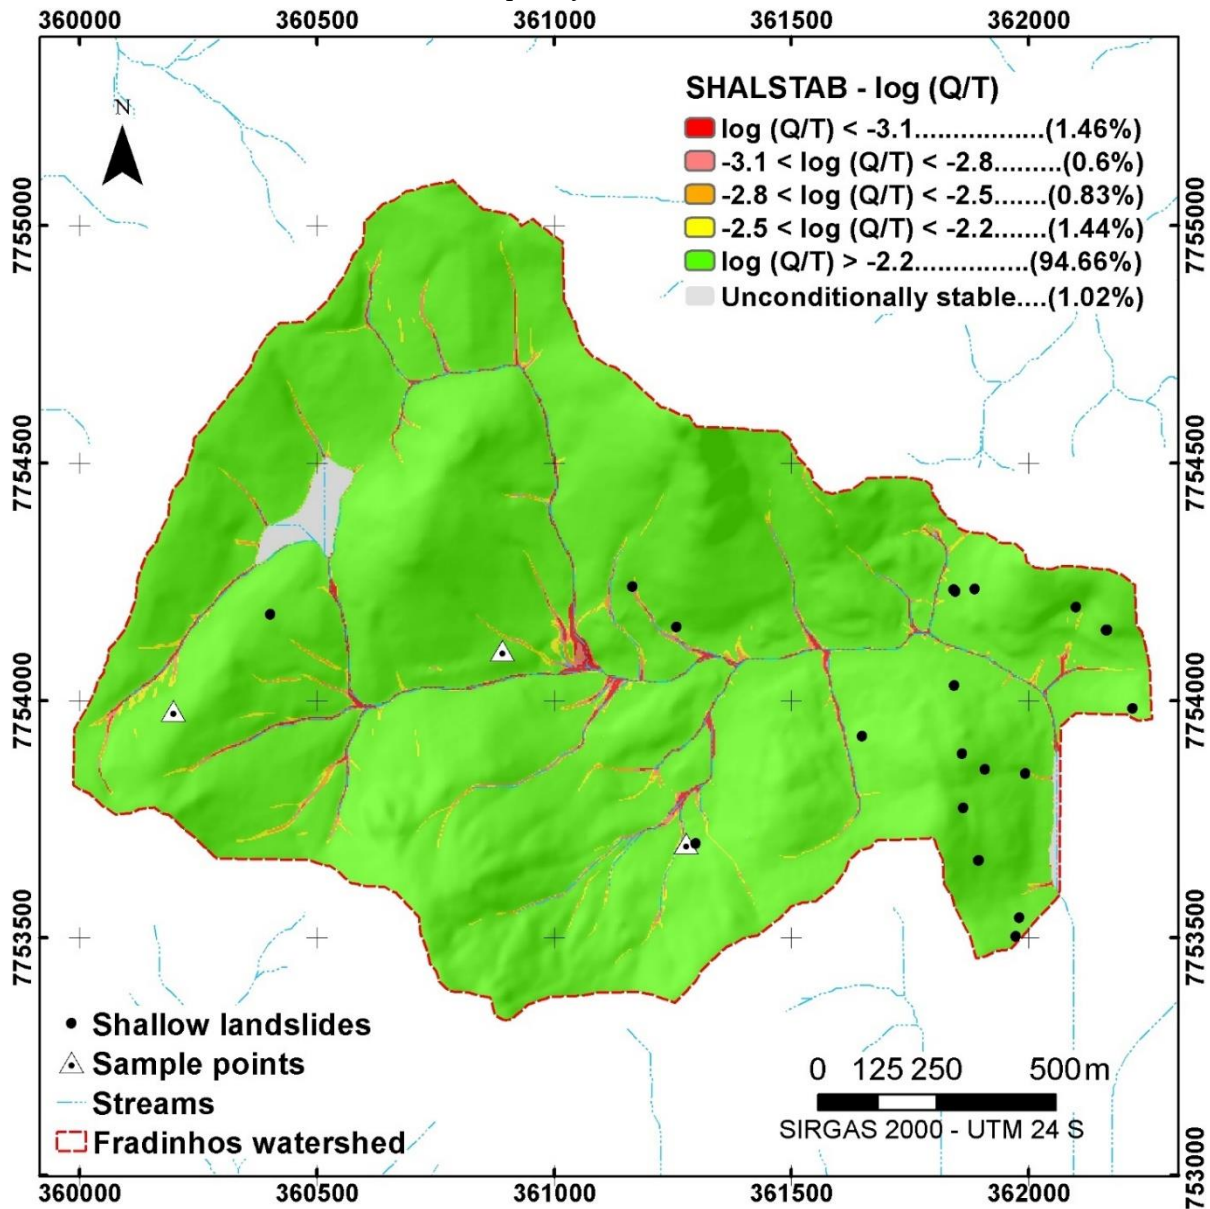 360000 360500 361000 361500 362000
N
SHALSTAB - log (Q/T)
log (Q/T) < -3.1..................(1.46%)
-3.1 < log (Q/T) < -2.8.........(0.6%)
-2.8 < log (Q/T) < -2.5.......(0.83%)
-2.5 < log (Q/T) < -2.2.......(1.44%)
log (Q/T) > -2.2................(94.66%)
Unconditionally stable....(1.02%)
7755000 7755000
7754500 7754500
7754000 7754000
7753500 7753500
7753000
Shallow landslides
Sample points
Streams
Fradinhos watershed
0 125 250 500 m
SIRGAS 2000 - UTM 24 S
360000 360500 361000 361500 362000